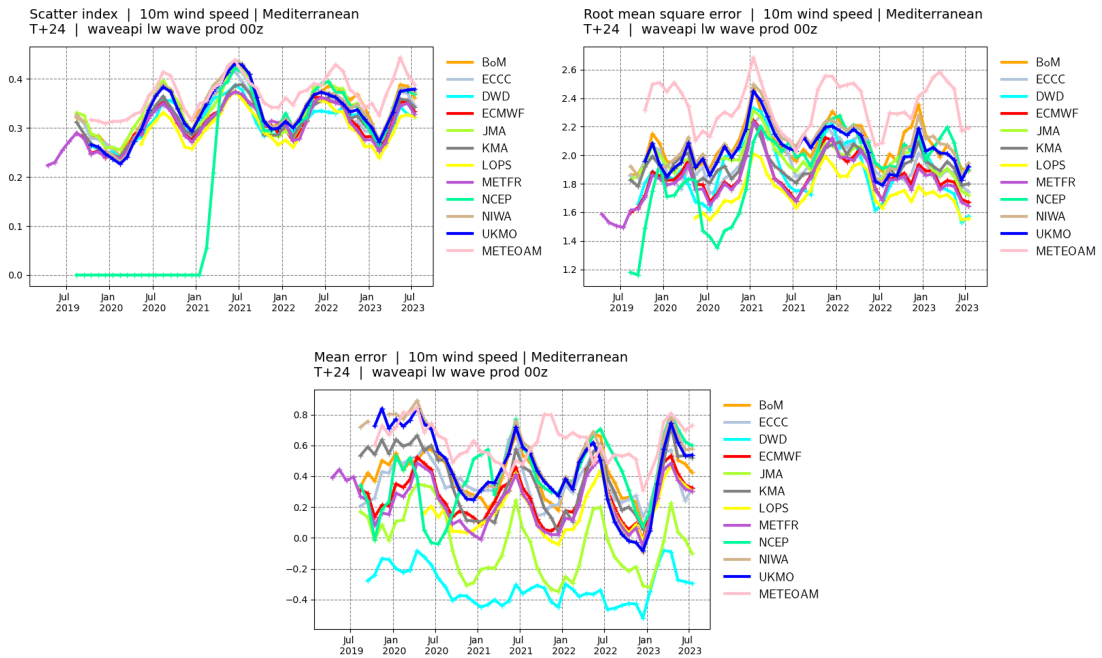 Scatter index | 10m wind speed | Mediterranean
T+24 | waveapi lw wave prod 00z
0.4
0.3
0.2
0.1
0.0
Jul 2019
Jan 2020
Jul 2020
Jan 2021
Jul 2021
Jan 2022
Jul 2022
Jan 2023
Jul 2023
BoM
ECCC
DWD
ECMWF
JMA
KMA
LOPS
METFR
NCEP
NIWA
UKMO
METEOAM
Root mean square error | 10m wind speed | Mediterranean
T+24 | waveapi lw wave prod 00z
2.6
2.4
2.2
2.0
1.8
1.6
1.4
1.2
Jul 2019
Jan 2020
Jul 2020
Jan 2021
Jul 2021
Jan 2022
Jul 2022
Jan 2023
Jul 2023
BoM
ECCC
DWD
ECMWF
JMA
KMA
LOPS
METFR
NCEP
NIWA
UKMO
METEOAM
Mean error | 10m wind speed | Mediterranean
T+24 | waveapi lw wave prod 00z
0.8
0.6
0.4
0.2
0.0
−0.2
−0.4
Jul 2019
Jan 2020
Jul 2020
Jan 2021
Jul 2021
Jan 2022
Jul 2022
Jan 2023
Jul 2023
BoM
ECCC
DWD
ECMWF
JMA
KMA
LOPS
METFR
NCEP
NIWA
UKMO
METEOAM